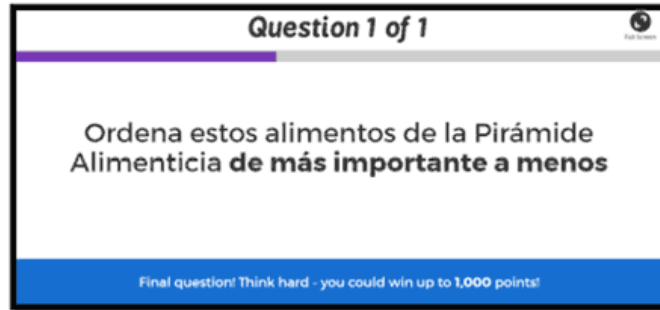 Question 1 of 1
Full Screen
Ordena estos alimentos de la Pirámide
Alimenticia de más importante a menos
Final question! Think hard - you could win up to 1,000 points!